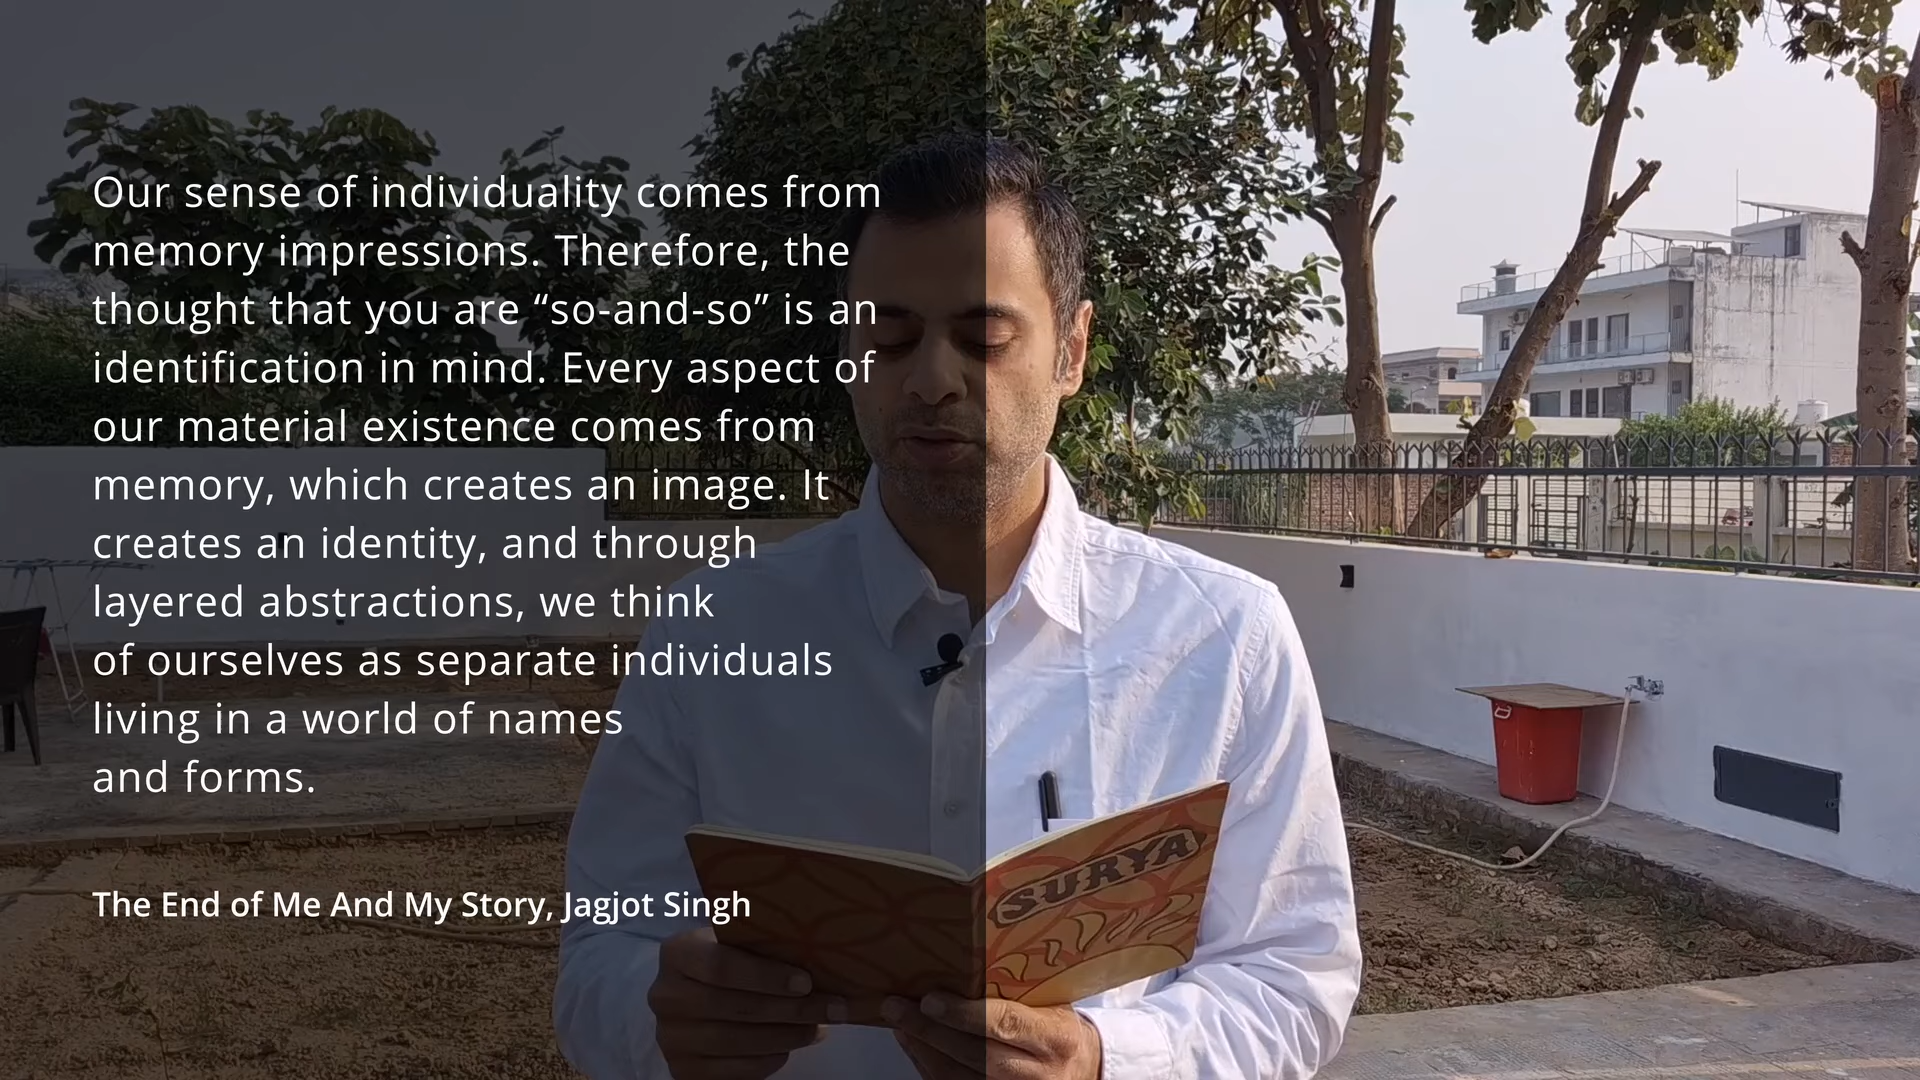 Our sense of individuality comes from
memory impressions. Therefore, the
thought that you are “so-and-so” is an
identification in mind. Every aspect of
our material existence comes from
memory, which creates an image. It
creates an identity, and through
layered abstractions, we think
of ourselves as separate individuals
living in a world of names
and forms.
The End of Me And My Story, Jagjot Singh
SURYA